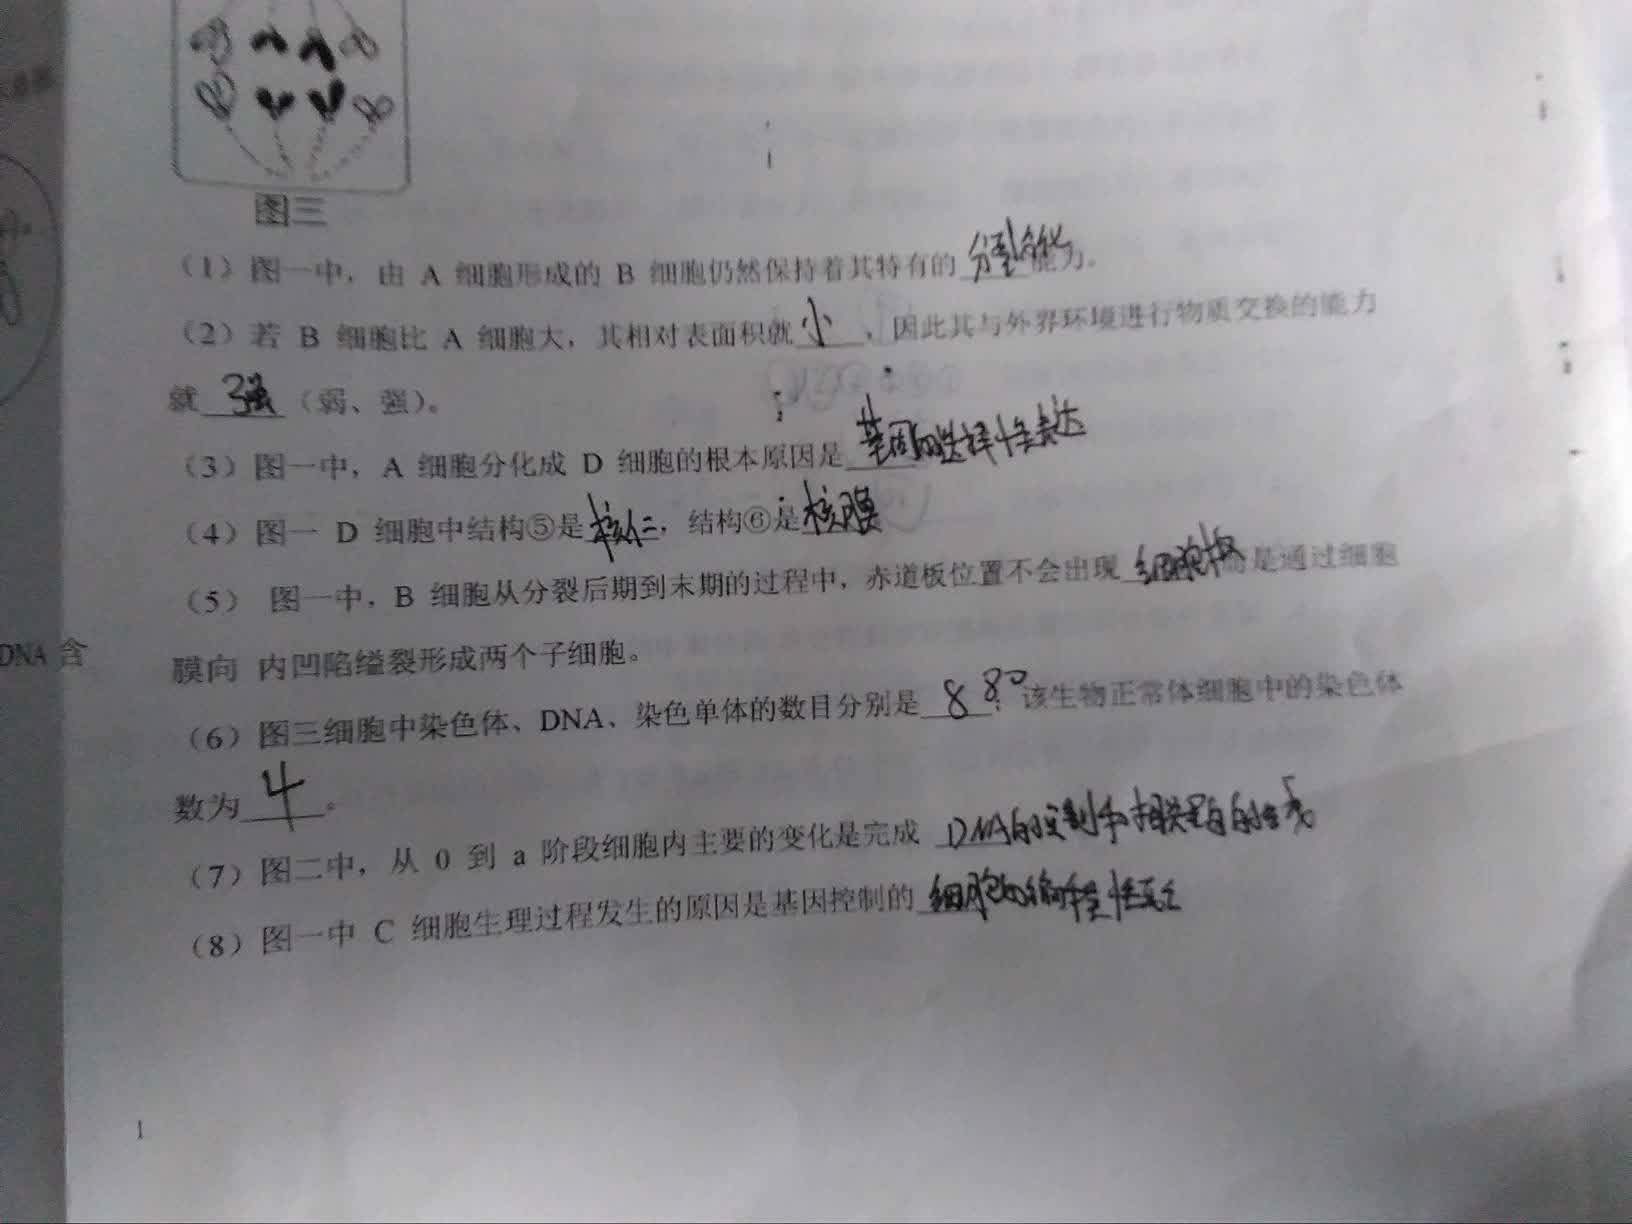 图三
(1) 图一中，由 A 细胞形成的 B 细胞仍然保持着其特有的 分裂分化 能力。
(2) 若 B 细胞比 A 细胞大，其相对表面积就 小 ，因此其与外界环境进行物质交换的能力
就 强 （弱、强）。
(3) 图一中，A 细胞分化成 D 细胞的根本原因是 基因的选择性表达
(4) 图一 D 细胞中结构⑤是 核仁 ，结构⑥是 核膜
(5) 图一中，B 细胞从分裂后期到末期的过程中，赤道板位置不会出现 细胞板 而是通过细胞
DNA 含
膜向 内凹陷缢裂形成两个子细胞。
(6) 图三细胞中染色体、DNA、染色单体的数目分别是 8 8 0 ；该生物正常体细胞中的染色体
数为 4 。
(7) 图二中，从 0 到 a 阶段细胞内主要的变化是完成 DNA的复制和相关蛋白的合成
(8) 图一中 C 细胞生理过程发生的原因是基因控制的 细胞的编程性死亡
1